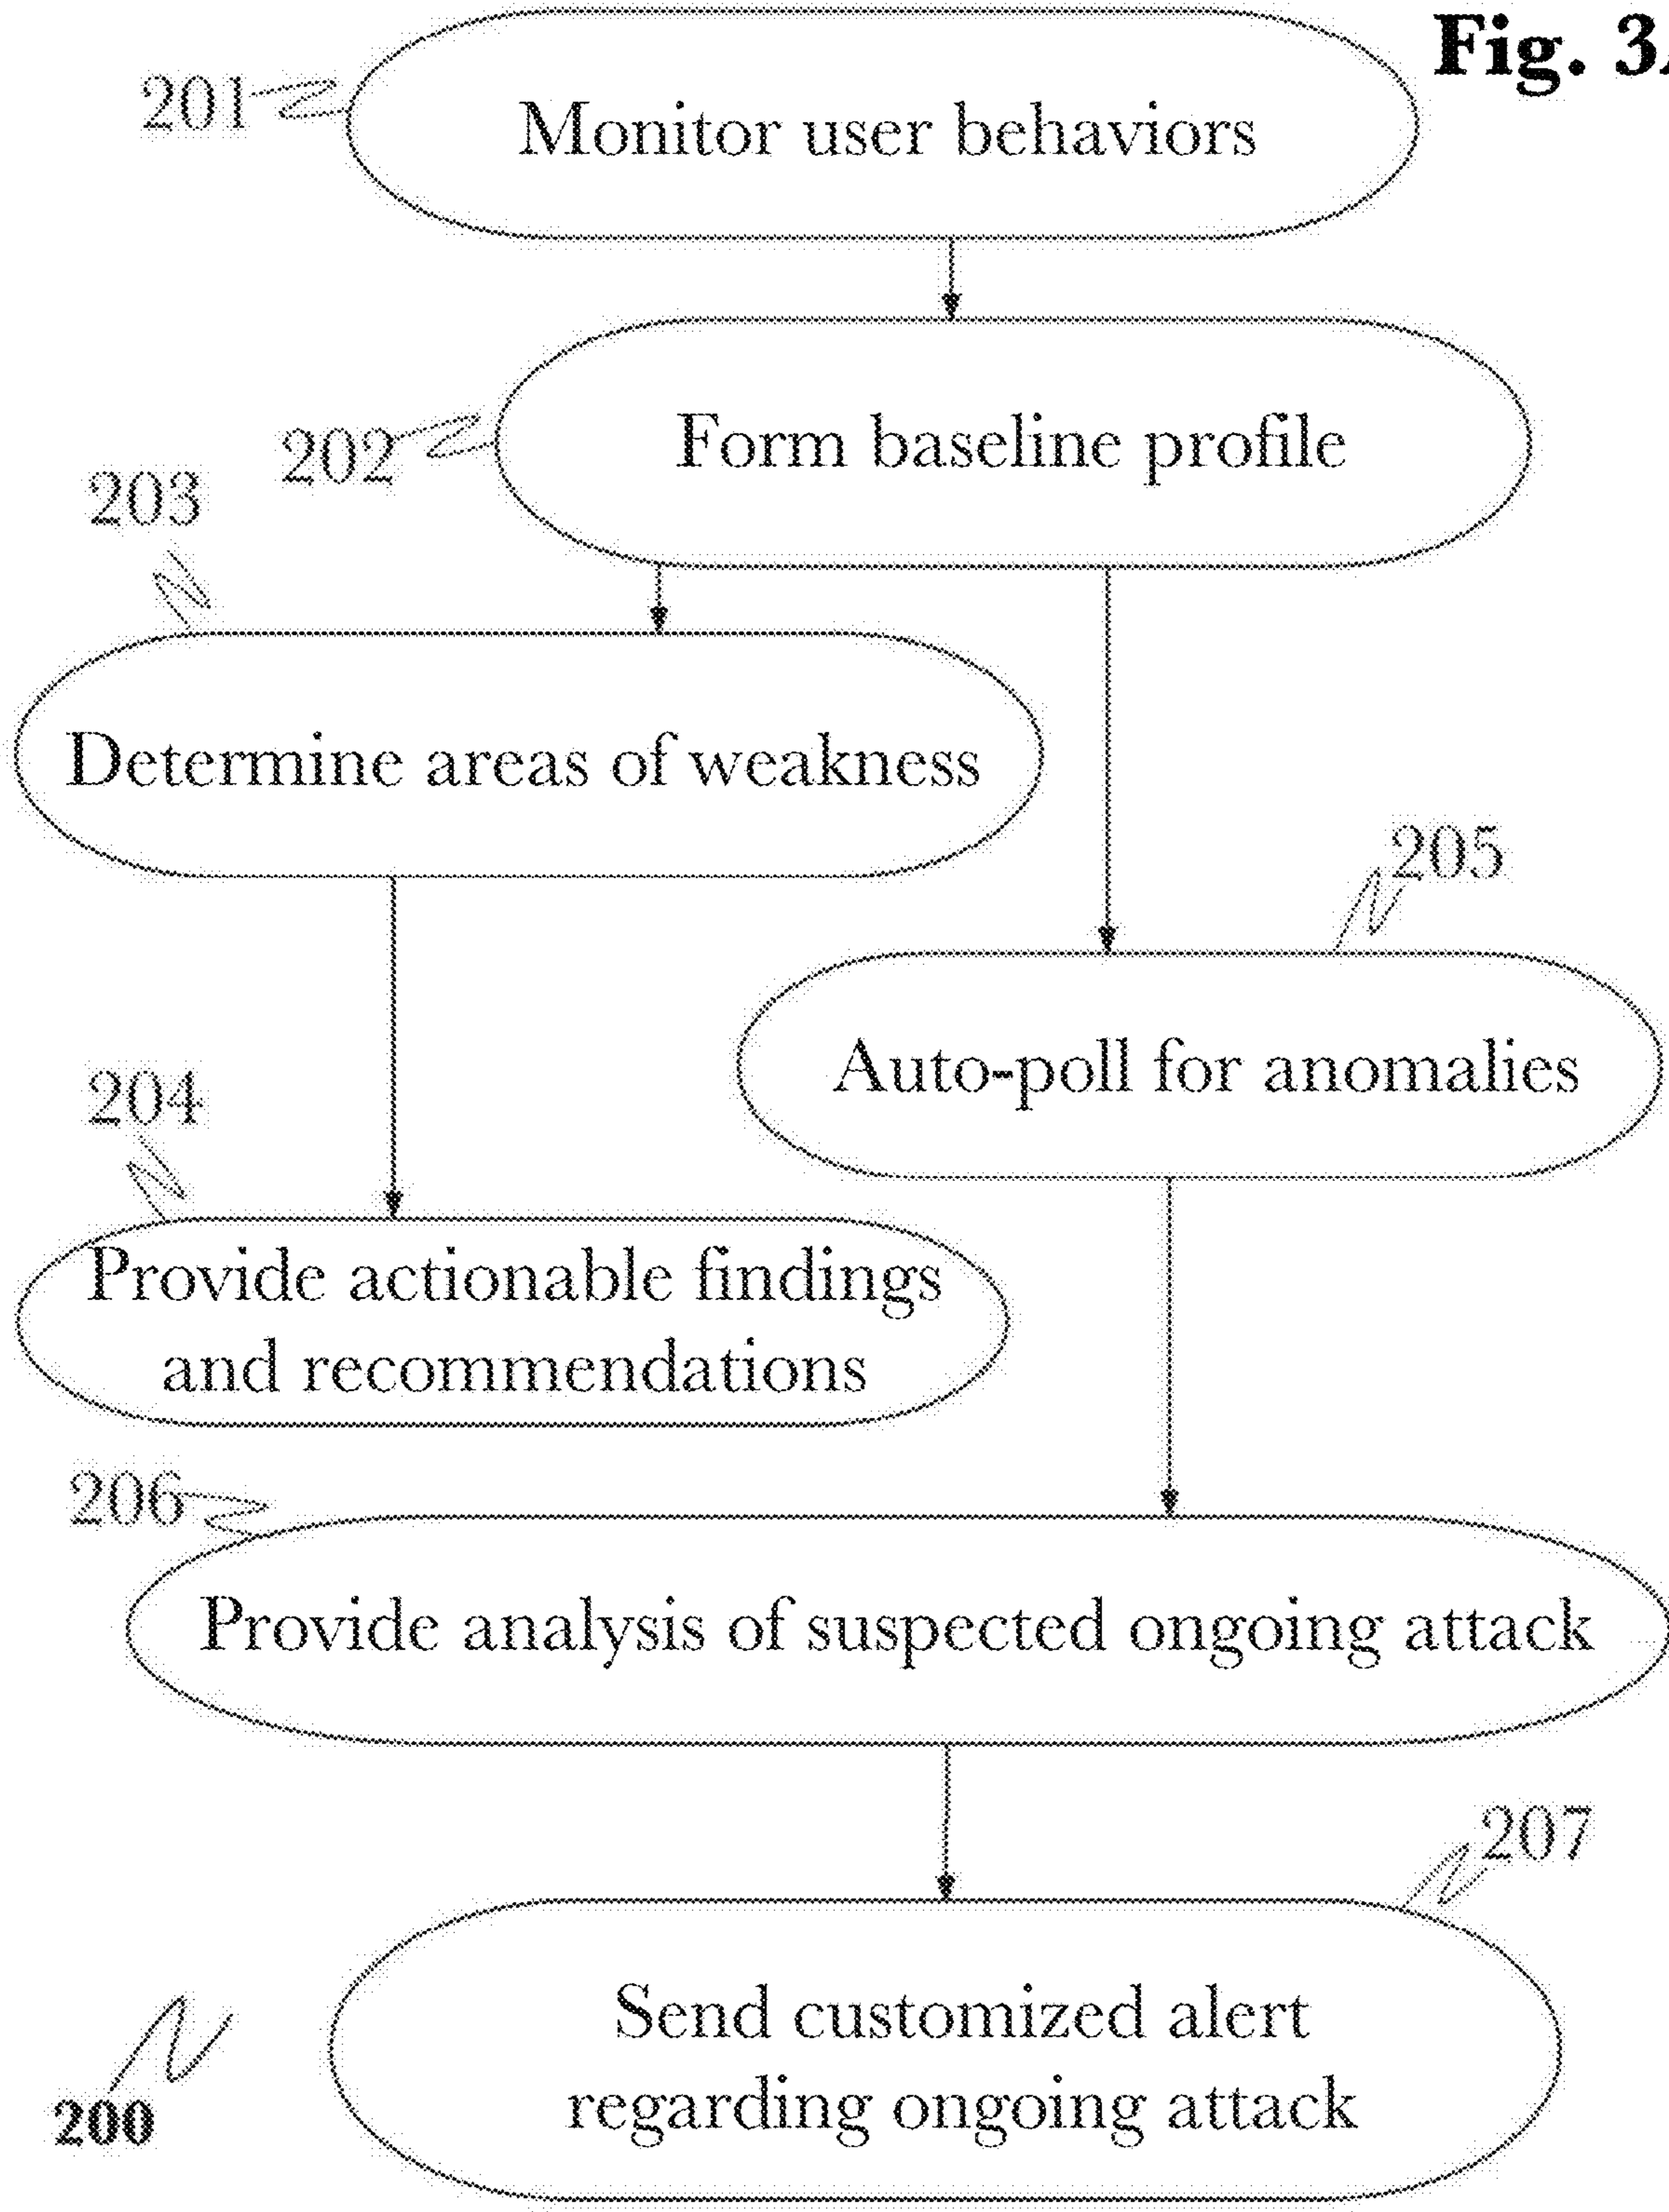 Fig. 3A
201
Monitor user behaviors
202
Form baseline profile
203
Determine areas of weakness
205
Auto-poll for anomalies
204
Provide actionable findings
and recommendations
206
Provide analysis of suspected ongoing attack
207
Send customized alert
regarding ongoing attack
200